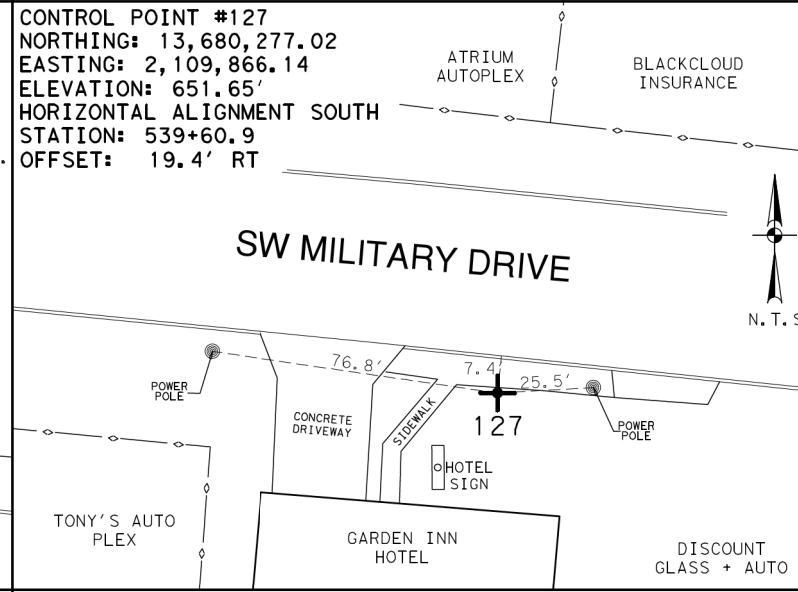 CONTROL POINT #127
NORTHING: 13,680,277.02
EASTING: 2,109,866.14
ELEVATION: 651.65'
HORIZONTAL ALIGNMENT SOUTH
STATION: 539+60.9
OFFSET: 19.4' RT
ATRIUM
AUTOPLEX
BLACKCLOUD
INSURANCE
SW MILITARY DRIVE
N.T.S
76.8'
7.4'
25.5'
POWER
POLE
CONCRETE
DRIVEWAY
SIDEWALK
127
POWER
POLE
HOTEL
SIGN
TONY'S AUTO
PLEX
GARDEN INN
HOTEL
DISCOUNT
GLASS + AUTO